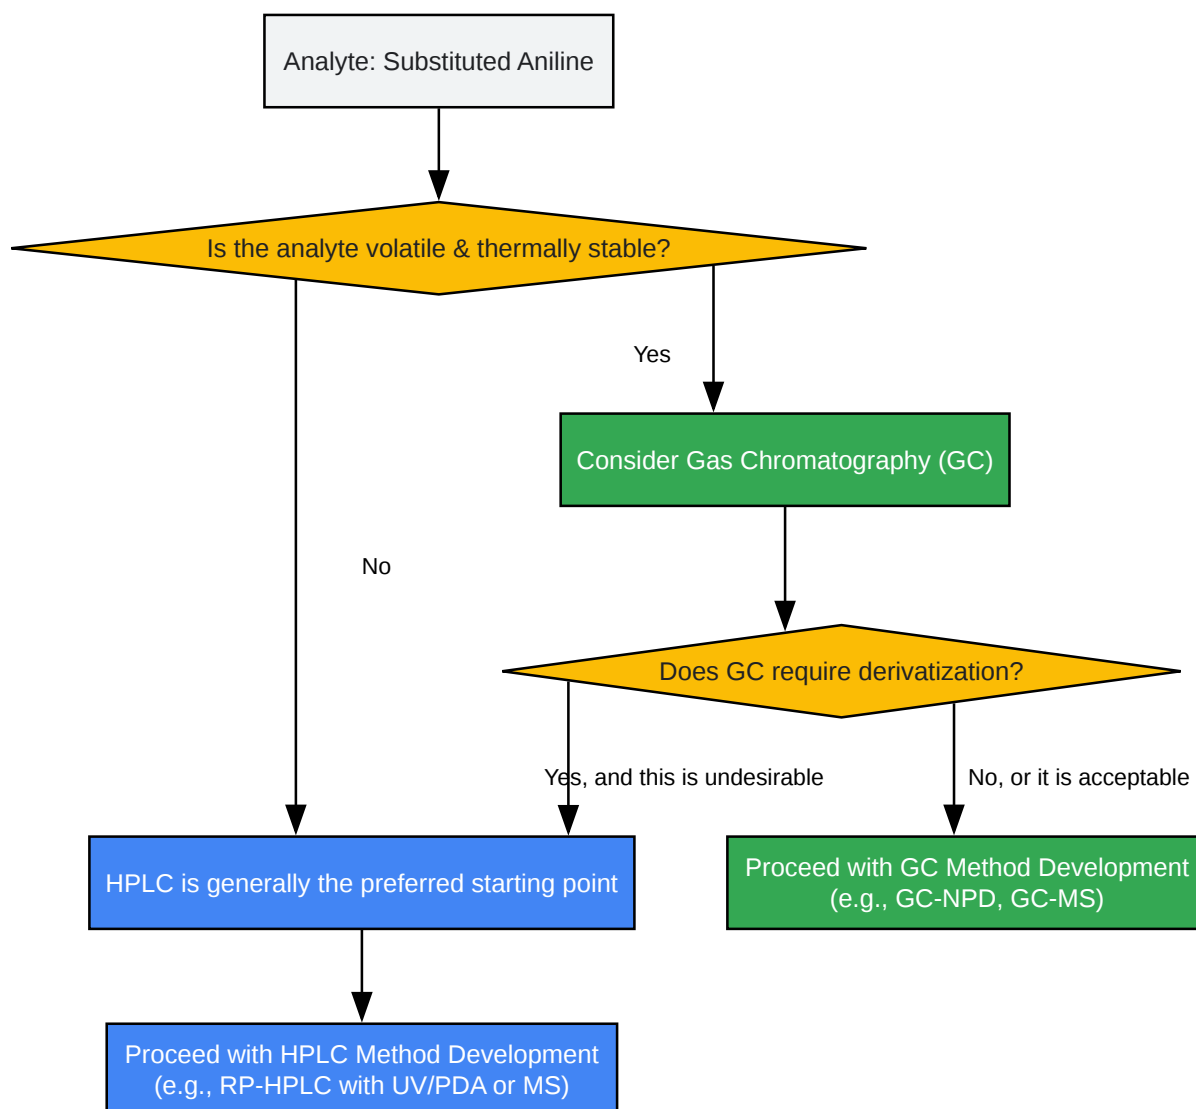 Analyte: Substituted Aniline
Is the analyte volatile & thermally stable?
Yes
Consider Gas Chromatography (GC)
No
Does GC require derivatization?
Yes, and this is undesirable
No, or it is acceptable
HPLC is generally the preferred starting point
Proceed with GC Method Development
(e.g., GC-NPD, GC-MS)
Proceed with HPLC Method Development
(e.g., RP-HPLC with UV/PDA or MS)